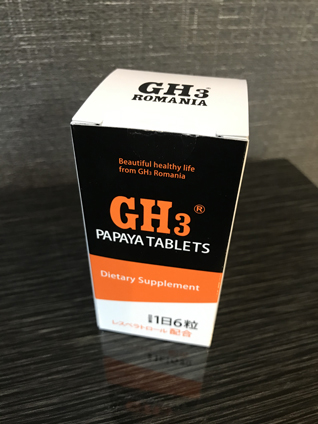 GH3
ROMANIA
Beautiful healthy life
from GH3 Romania
GH3®
PAPAYA TABLETS
Dietary Supplement
1日6粒
レスベラトロール 配合